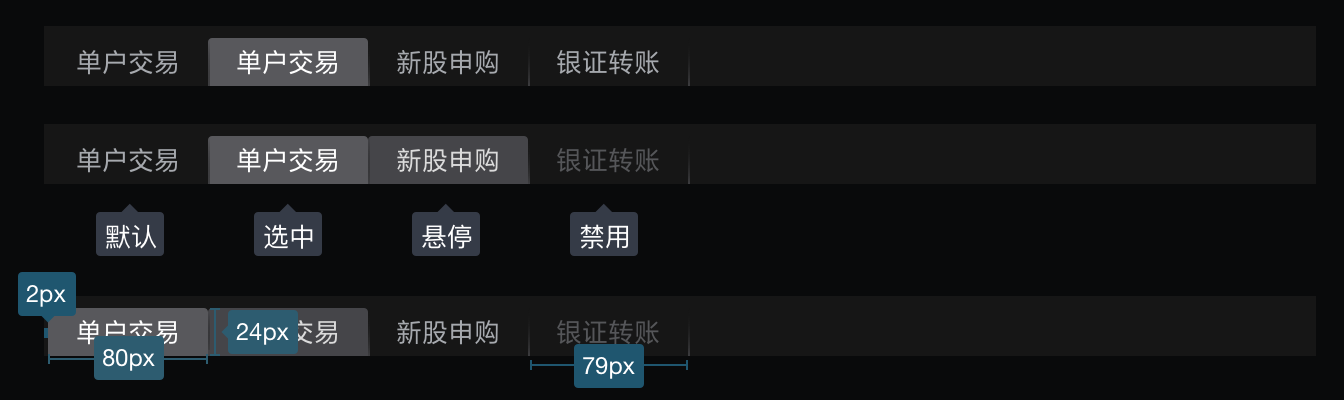 单户交易 单户交易 新股申购 银证转账
单户交易 单户交易 新股申购 银证转账
默认 选中 悬停 禁用
2px
单户交易 24px 交易 新股申购 银证转账
80px 79px